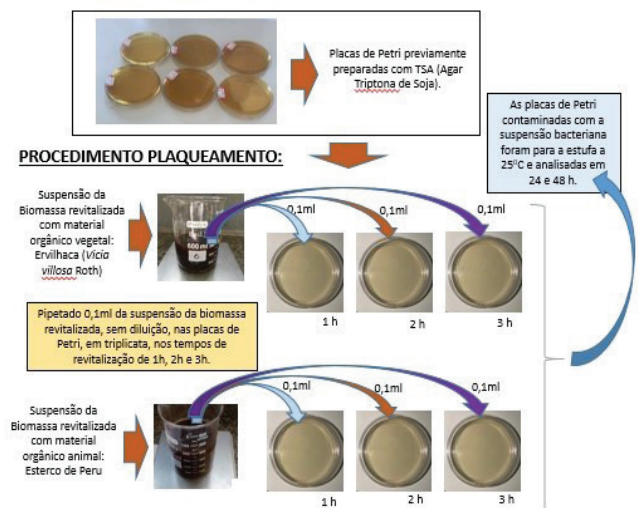 Placas de Petri previamente
preparadas com TSA (Agar
Triptona de Soja).
As placas de Petri
contaminadas com a
suspensão bacteriana
foram para a estufa a
25°C e analisadas em
24 e 48 h.
PROCEDIMENTO PLAQUEAMENTO:
Suspensão da
Biomassa revitalizada
com material
orgânico vegetal:
Ervilhaca (Vicia
villosa Roth)
0,1ml
0,1ml
0,1ml
1 h
2 h
3 h
Pipetado 0,1ml da suspensão da biomassa
revitalizada, sem diluição, nas placas de
Petri, em triplicata, nos tempos de
revitalização de 1h, 2h e 3h.
Suspensão da
Biomassa revitalizada
com material
orgânico animal:
Esterco de Peru
0,1ml
0,1ml
0,1ml
1 h
2 h
3 h